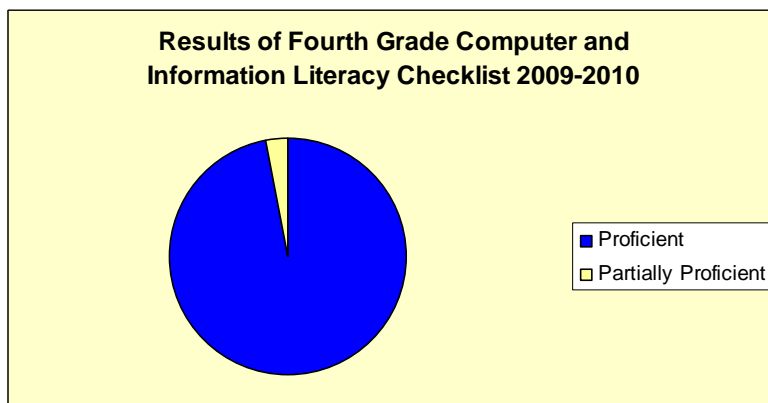 Results of Fourth Grade Computer and
Information Literacy Checklist 2009-2010
Proficient
Partially Proficient